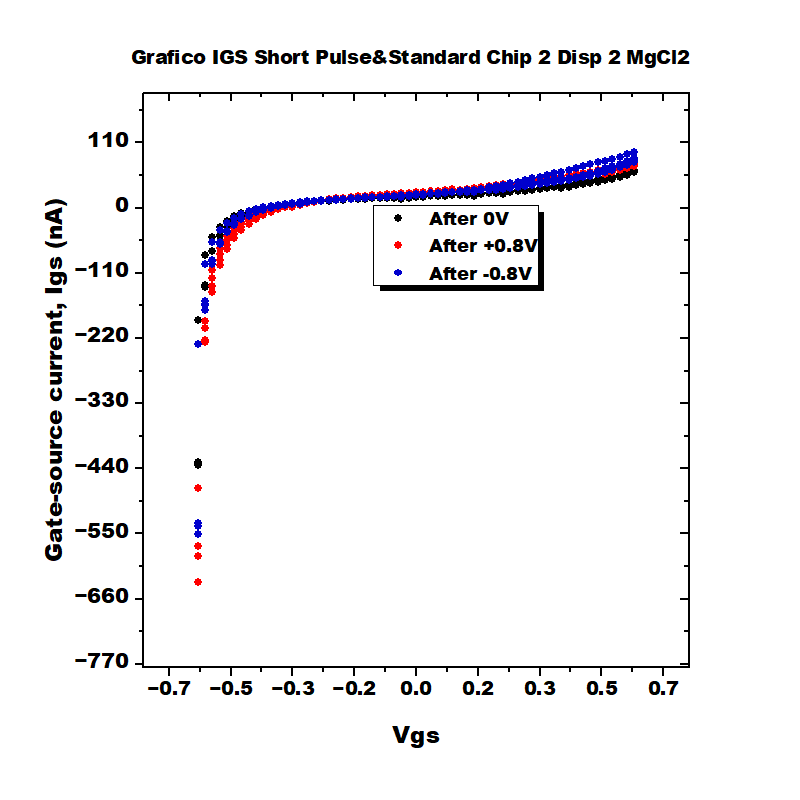 Grafico IGS Short Pulse&Standard Chip 2 Disp 2 MgCl2
Gate-source current, Igs (nA)
110
0
−110
−220
−330
−440
−550
−660
−770
After 0V
After +0.8V
After -0.8V
−0.7 −0.5 −0.3 −0.2 0.0 0.2 0.3 0.5 0.7
Vgs